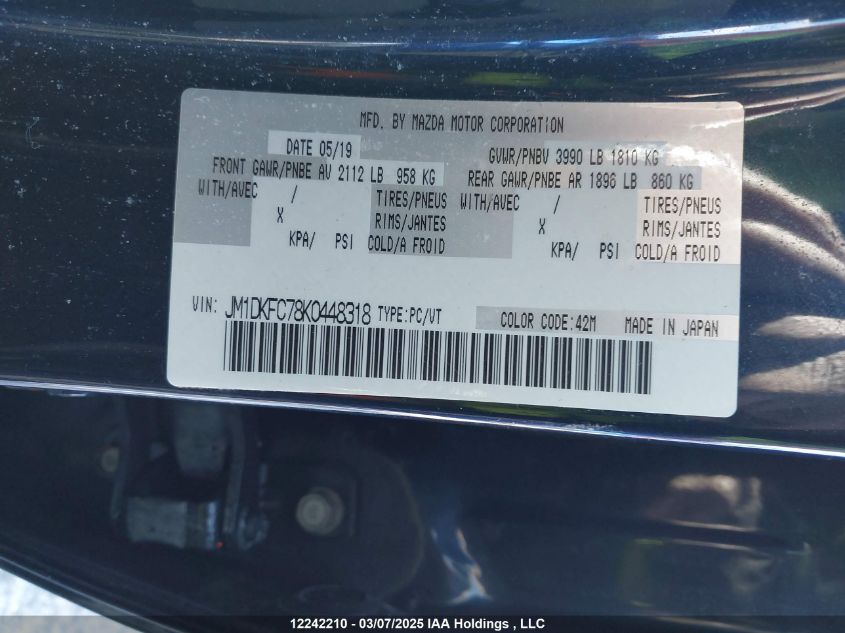 MFD. BY MAZDA MOTOR CORPORATION
DATE 05/19 GVWR/PNBV 3990 LB 1810 KG
FRONT GAWR/PNBE AV 2112 LB 958 KG REAR GAWR/PNBE AR 1896 LB 860 KG
WITH/AVEC / TIRES/PNEUS WITH/AVEC / TIRES/PNEUS
X RIMS/JANTES X RIMS/JANTES
KPA/ PSI COLD/A FROID KPA/ PSI COLD/A FROID
VIN: JM1DKFC78K0448318 TYPE:PC/VT COLOR CODE:42M MADE IN JAPAN
12242210 - 03/07/2025 IAA Holdings , LLC